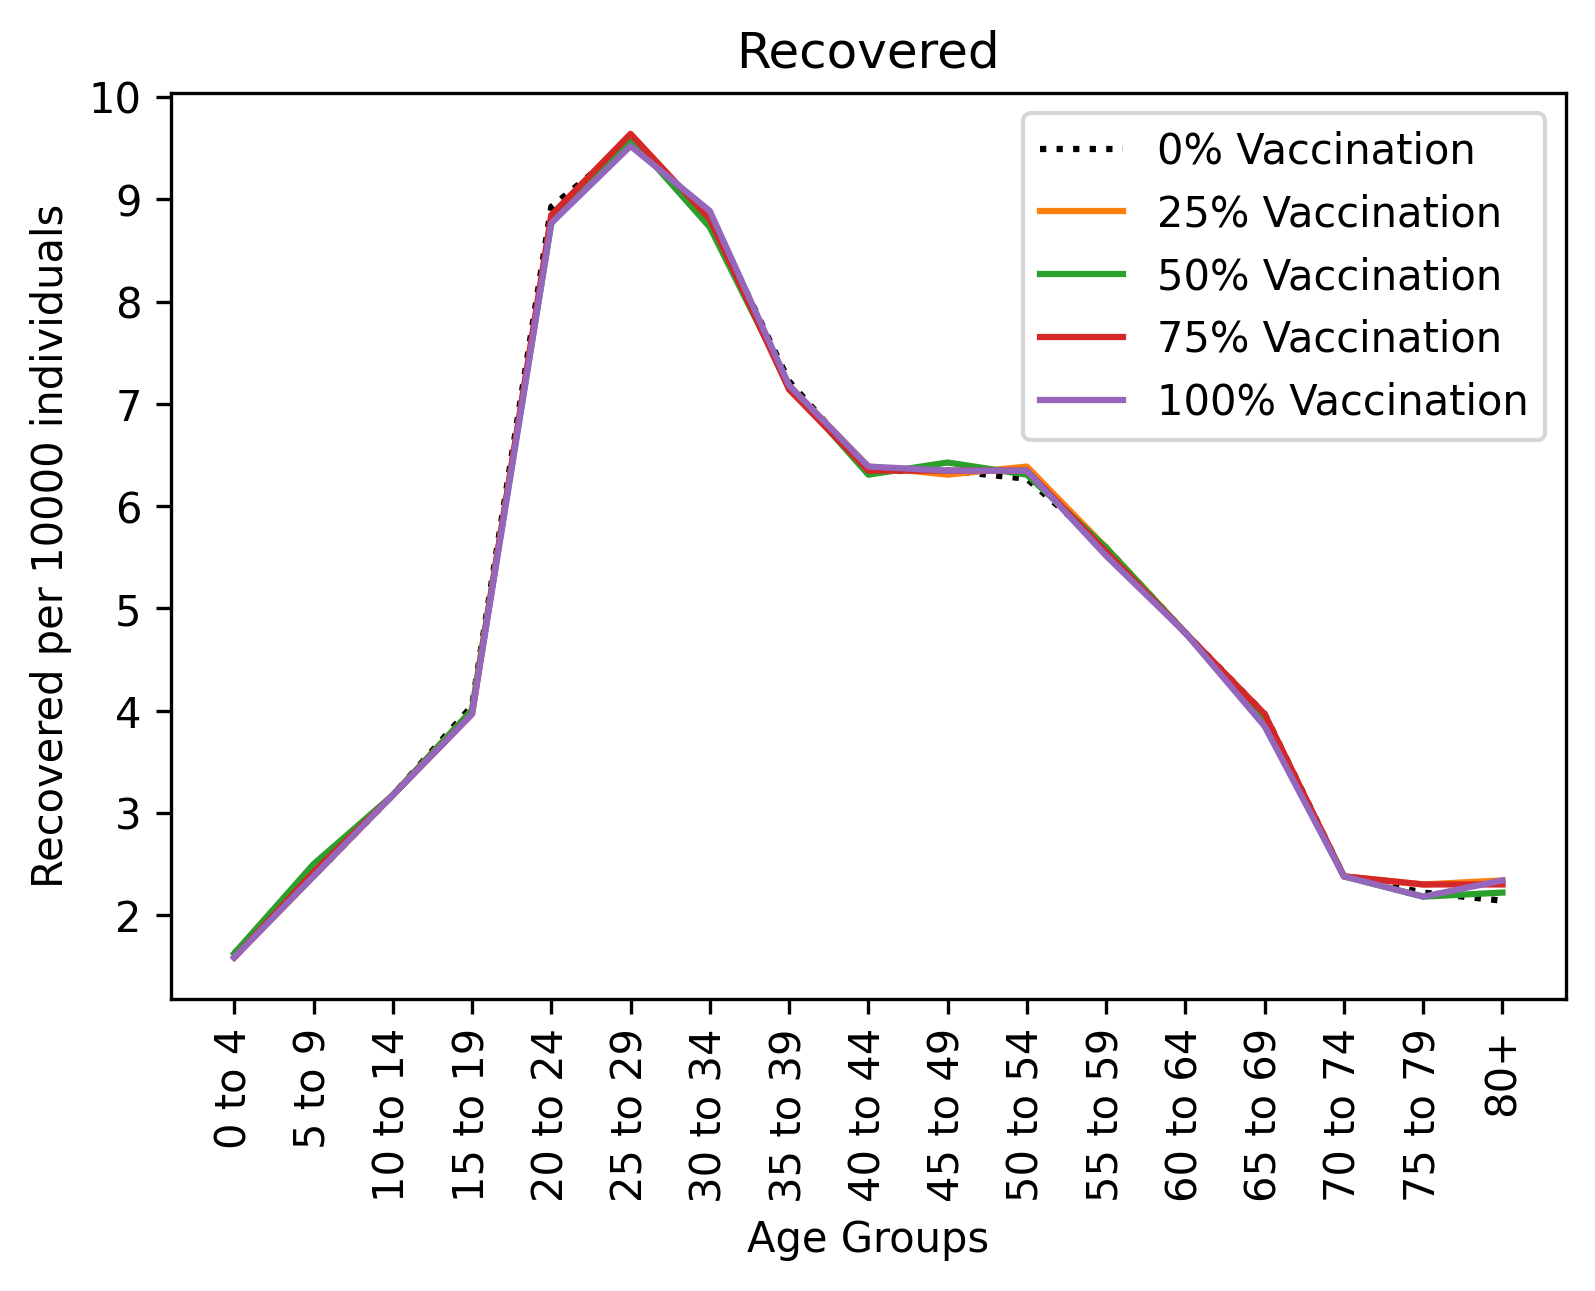 Recovered
10
9
8
7
6
5
4
3
2
Recovered per 10000 individuals
0% Vaccination
25% Vaccination
50% Vaccination
75% Vaccination
100% Vaccination
0 to 4
5 to 9
10 to 14
15 to 19
20 to 24
25 to 29
30 to 34
35 to 39
40 to 44
45 to 49
50 to 54
55 to 59
60 to 64
65 to 69
70 to 74
75 to 79
80+
Age Groups